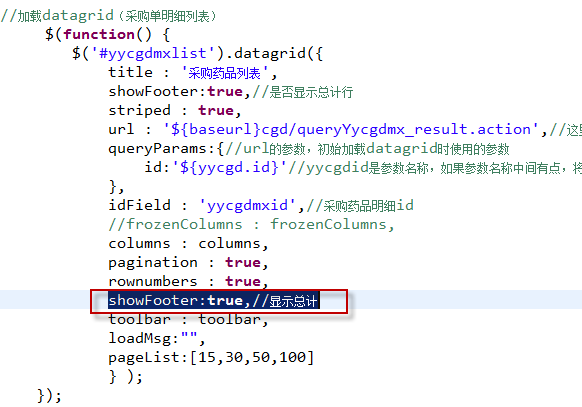 //加载datagrid（采购单明细列表）
$(function() {
$('#yycgdmxlist').datagrid({
title : '采购药品列表',
showFooter:true,//是否显示总计行
striped : true,
url : '${baseurl}cgd/queryYycgdmx_result.action',//这里
queryParams:{//url的参数，初始加载datagrid时使用的参数
id:'${yycgd.id}'//yycgdid是参数名称，如果参数名称中间有点，将
},
idField : 'yycgdmxid',//采购药品明细id
//frozenColumns : frozenColumns,
columns : columns,
pagination : true,
rownumbers : true,
showFooter:true,//显示总计
toolbar : toolbar,
loadMsg:"",
pageList:[15,30,50,100]
} );
});